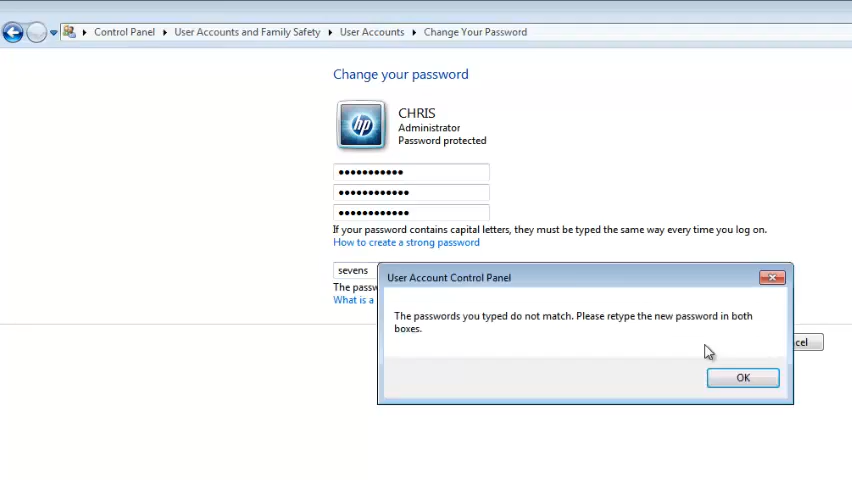 Control Panel User Accounts and Family Safety User Accounts Change Your Password
Change your password
hp
CHRIS
Administrator
Password protected
•••••••••••
••••••••••••
••••••••••••
If your password contains capital letters, they must be typed the same way every time you log on.
How to create a strong password
sevens
User Account Control Panel
The passw
What is a
The passwords you typed do not match. Please retype the new password in both
boxes.
cel
OK